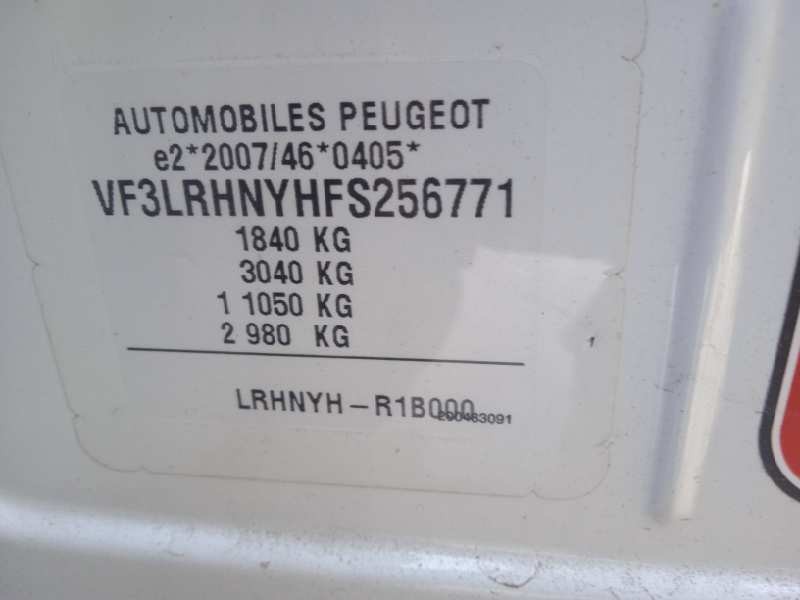 AUTOMOBILES PEUGEOT
e2*2007/46*0405*
VF3LRHNYHFS256771
1840 KG
3040 KG
1 1050 KG
2 980 KG
LRHNYH-R1B000